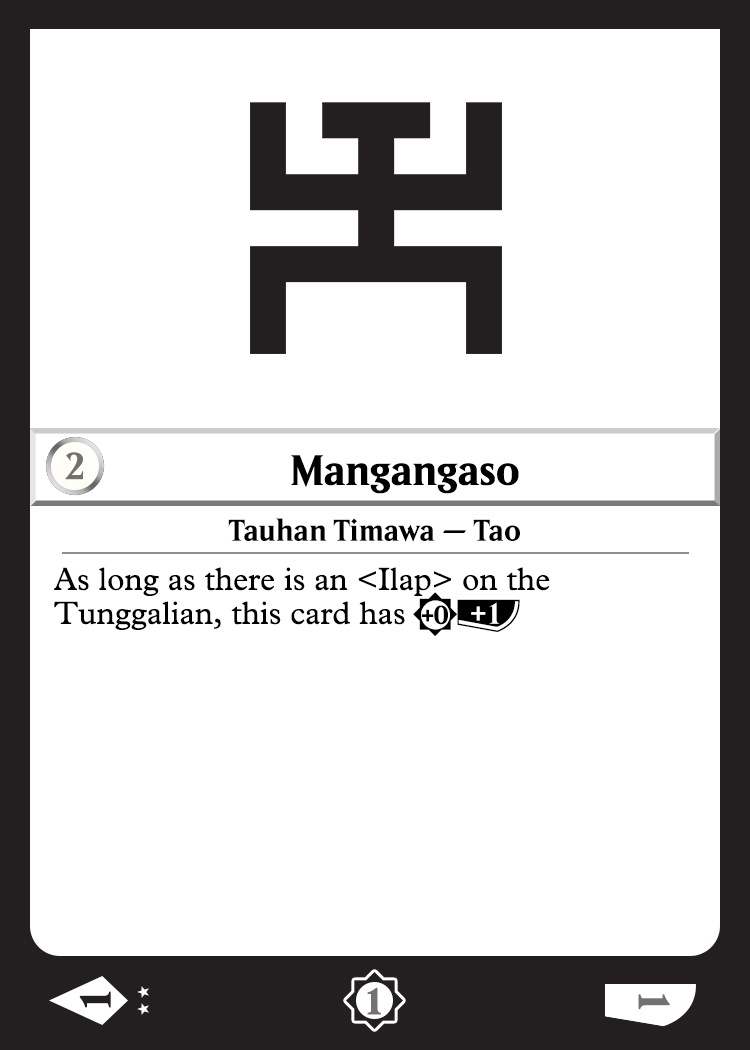 2
Mangangaso
Tauhan Timawa — Tao
As long as there is an <Ilap> on the
Tunggalian, this card has +0 +1
1 1 1